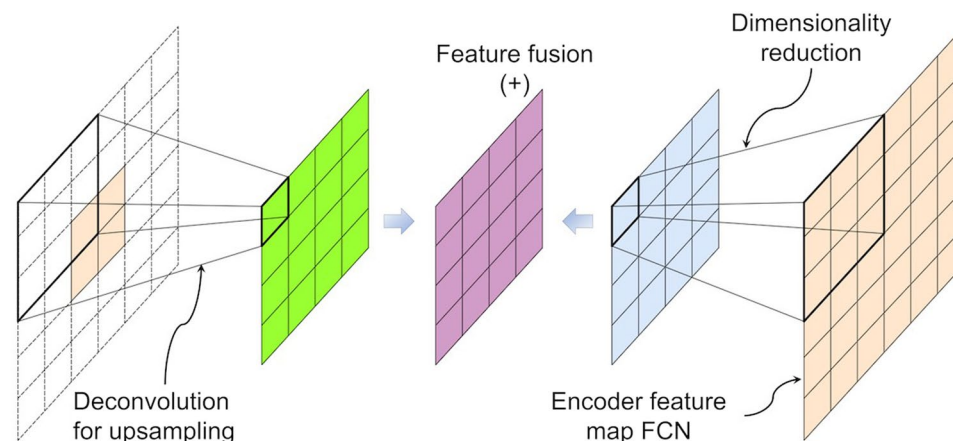 Feature fusion
(+)
Dimensionality
reduction
Deconvolution
for upsampling
Encoder feature
map FCN